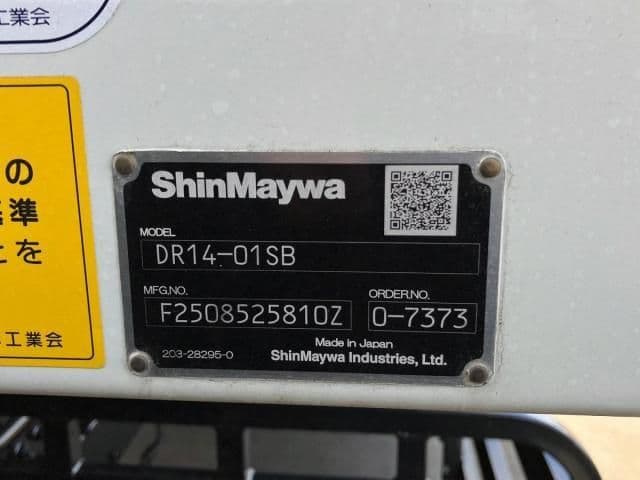 工業会
の
準
とを
工業会
ShinMaywa
MODEL
DR14-01SB
MFG.NO.
ORDER.NO.
F2508525810Z
0-7373
Made in Japan
203-28295-0
ShinMaywa Industries, Ltd.